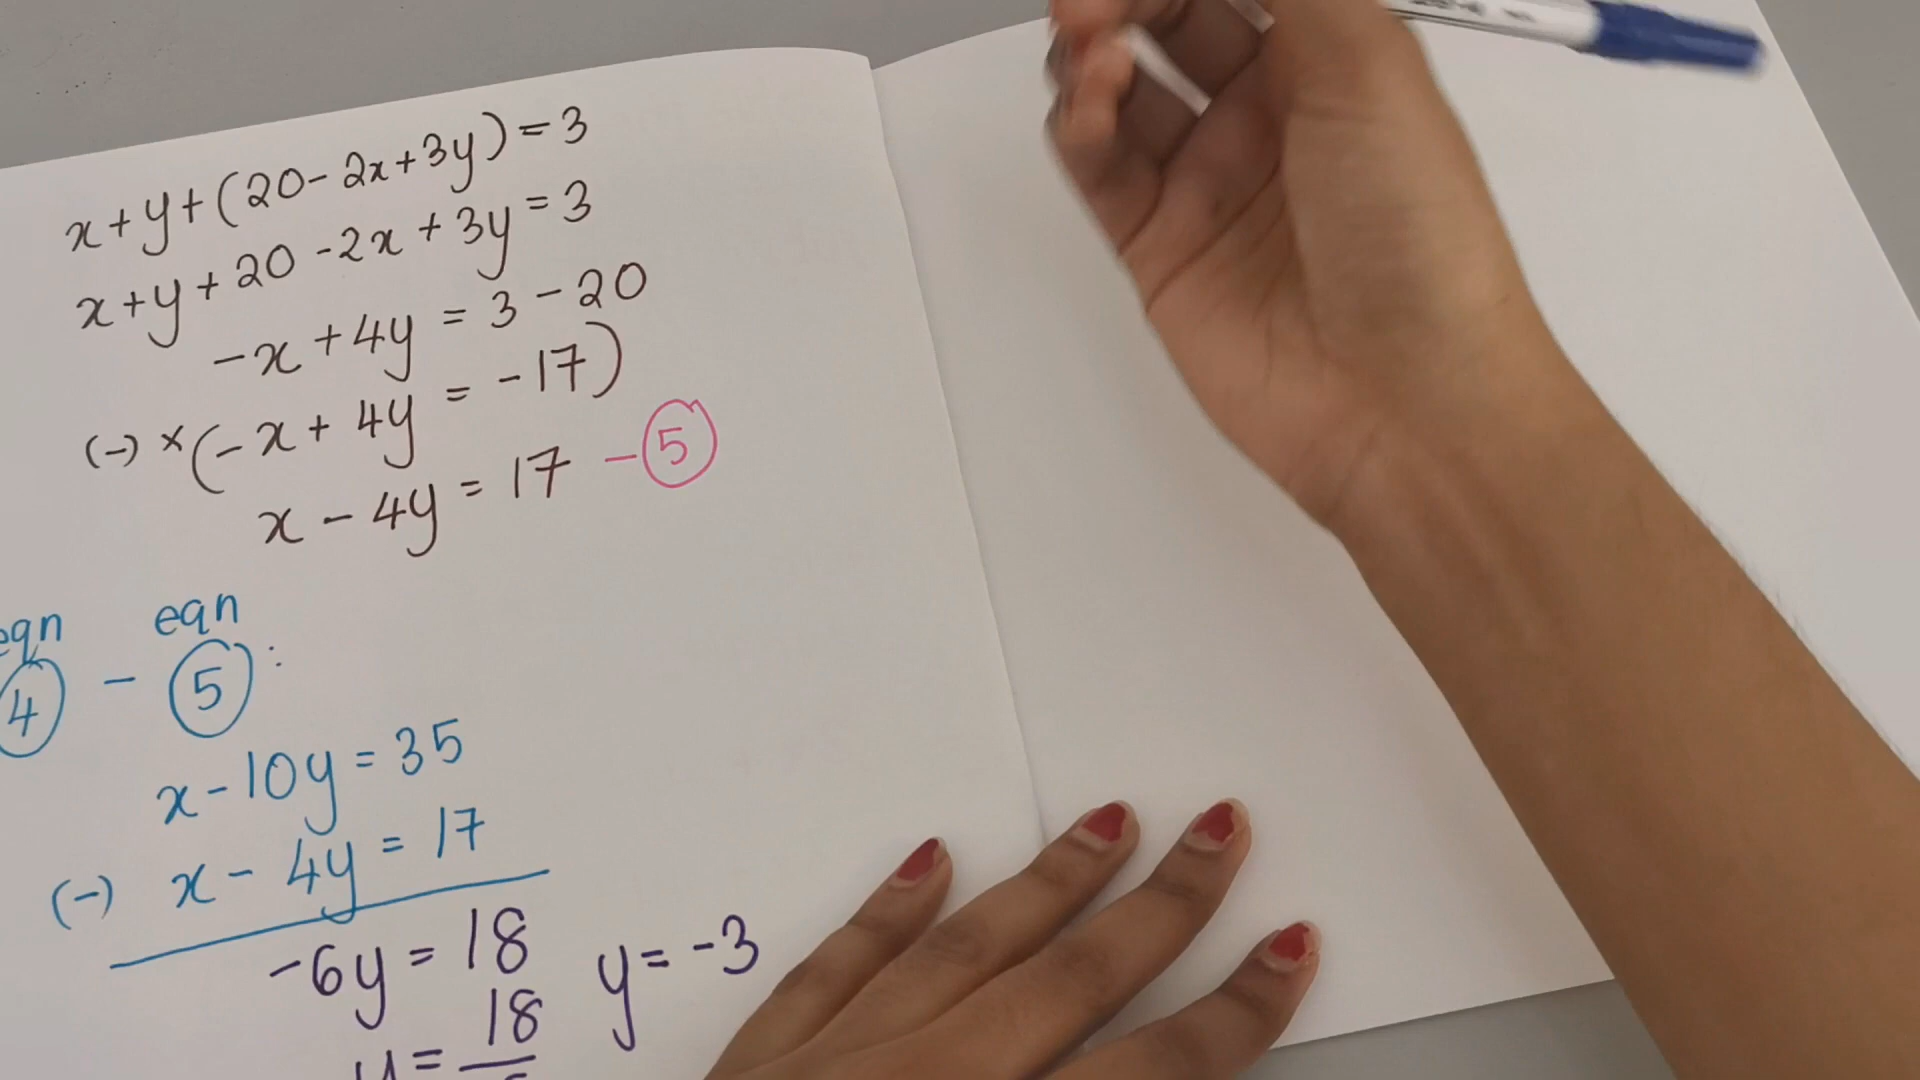 x+y+(20-2x+3y)=3
x+y+20-2x+3y=3
-x+4y=3-20
(-)×(-x+4y=-17)
x-4y=17 -⑤
eqn eqn
④ - ⑤:
x-10y=35
(-) x-4y=17
-6y=18 y=-3
y=18